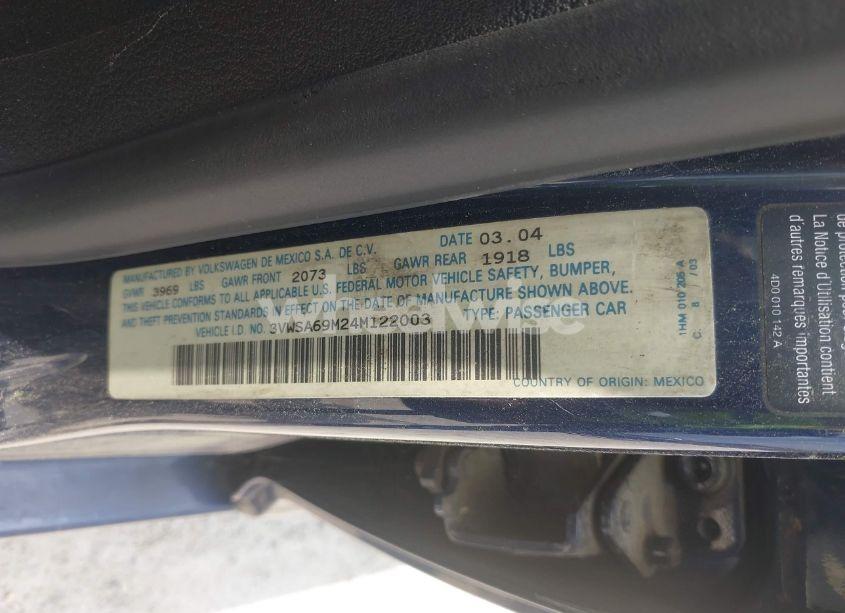 MANUFACTURED BY VOLKSWAGEN DE MEXICO S.A. DE C.V. DATE 03.04
GVWR 3969 LBS GAWR FRONT 2073 LBS GAWR REAR 1918 LBS
THIS VEHICLE CONFORMS TO ALL APPLICABLE U.S. FEDERAL MOTOR VEHICLE SAFETY, BUMPER,
AND THEFT PREVENTION STANDARDS IN EFFECT ON THE DATE OF MANUFACTURE SHOWN ABOVE.
VEHICLE I.D. NO. 3VWSA69M24M122003 TYPE: PASSENGER CAR
COUNTRY OF ORIGIN: MEXICO
1HM 010 205 A
C. 8 /03
4D0 010 142 A
de protection
La Notice d'Utilisation contient
d'autres remarques importantes